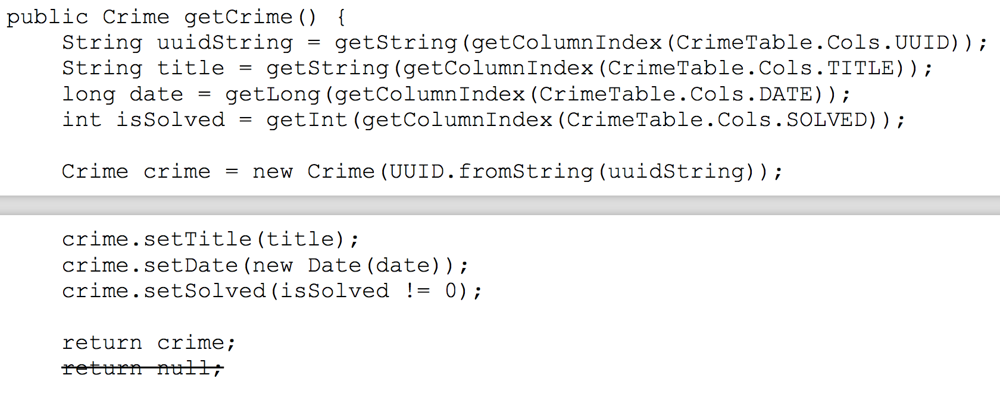 public Crime getCrime() {
    String uuidString = getString(getColumnIndex(CrimeTable.Cols.UUID));
    String title = getString(getColumnIndex(CrimeTable.Cols.TITLE));
    long date = getLong(getColumnIndex(CrimeTable.Cols.DATE));
    int isSolved = getInt(getColumnIndex(CrimeTable.Cols.SOLVED));
    Crime crime = new Crime(UUID.fromString(uuidString));
    crime.setTitle(title);
    crime.setDate(new Date(date));
    crime.setSolved(isSolved != 0);
    return crime;
    return null;